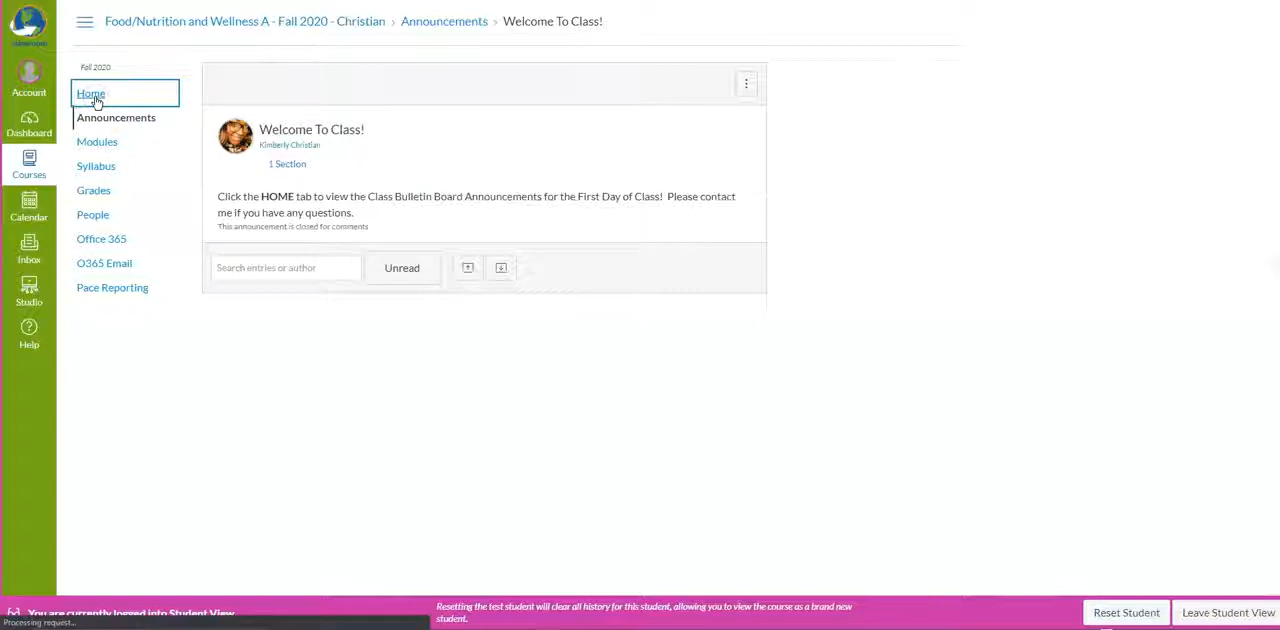 Food/Nutrition and Wellness A - Fall 2020 - Christian › Announcements › Welcome To Class!
Fall 2020
Home
Announcements
Modules
Syllabus
Grades
People
Office 365
O365 Email
Pace Reporting
Account
Dashboard
Courses
Calendar
Inbox
Studio
Help
Welcome To Class!
Kimberly Christian
1 Section
Click the HOME tab to view the Class Bulletin Board Announcements for the First Day of Class! Please contact
me if you have any questions.
This announcement is closed for comments
Search entries or author
Unread
You are currently logged into Student View
Resetting the test student will clear all history for this student, allowing you to view the course as a brand new
student.
Reset Student
Leave Student View
Processing request...